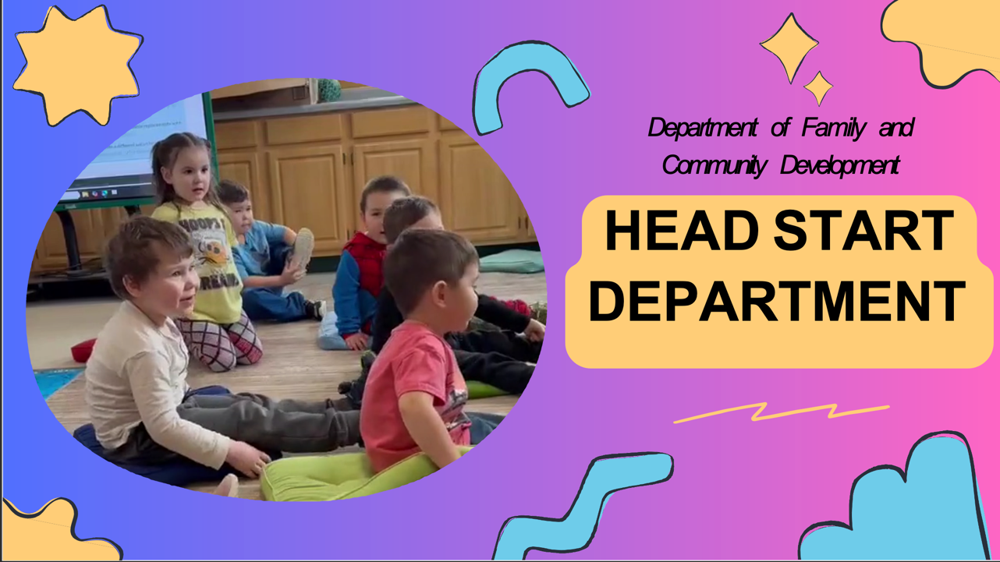 Department of Family and
Community Development
HEAD START
DEPARTMENT